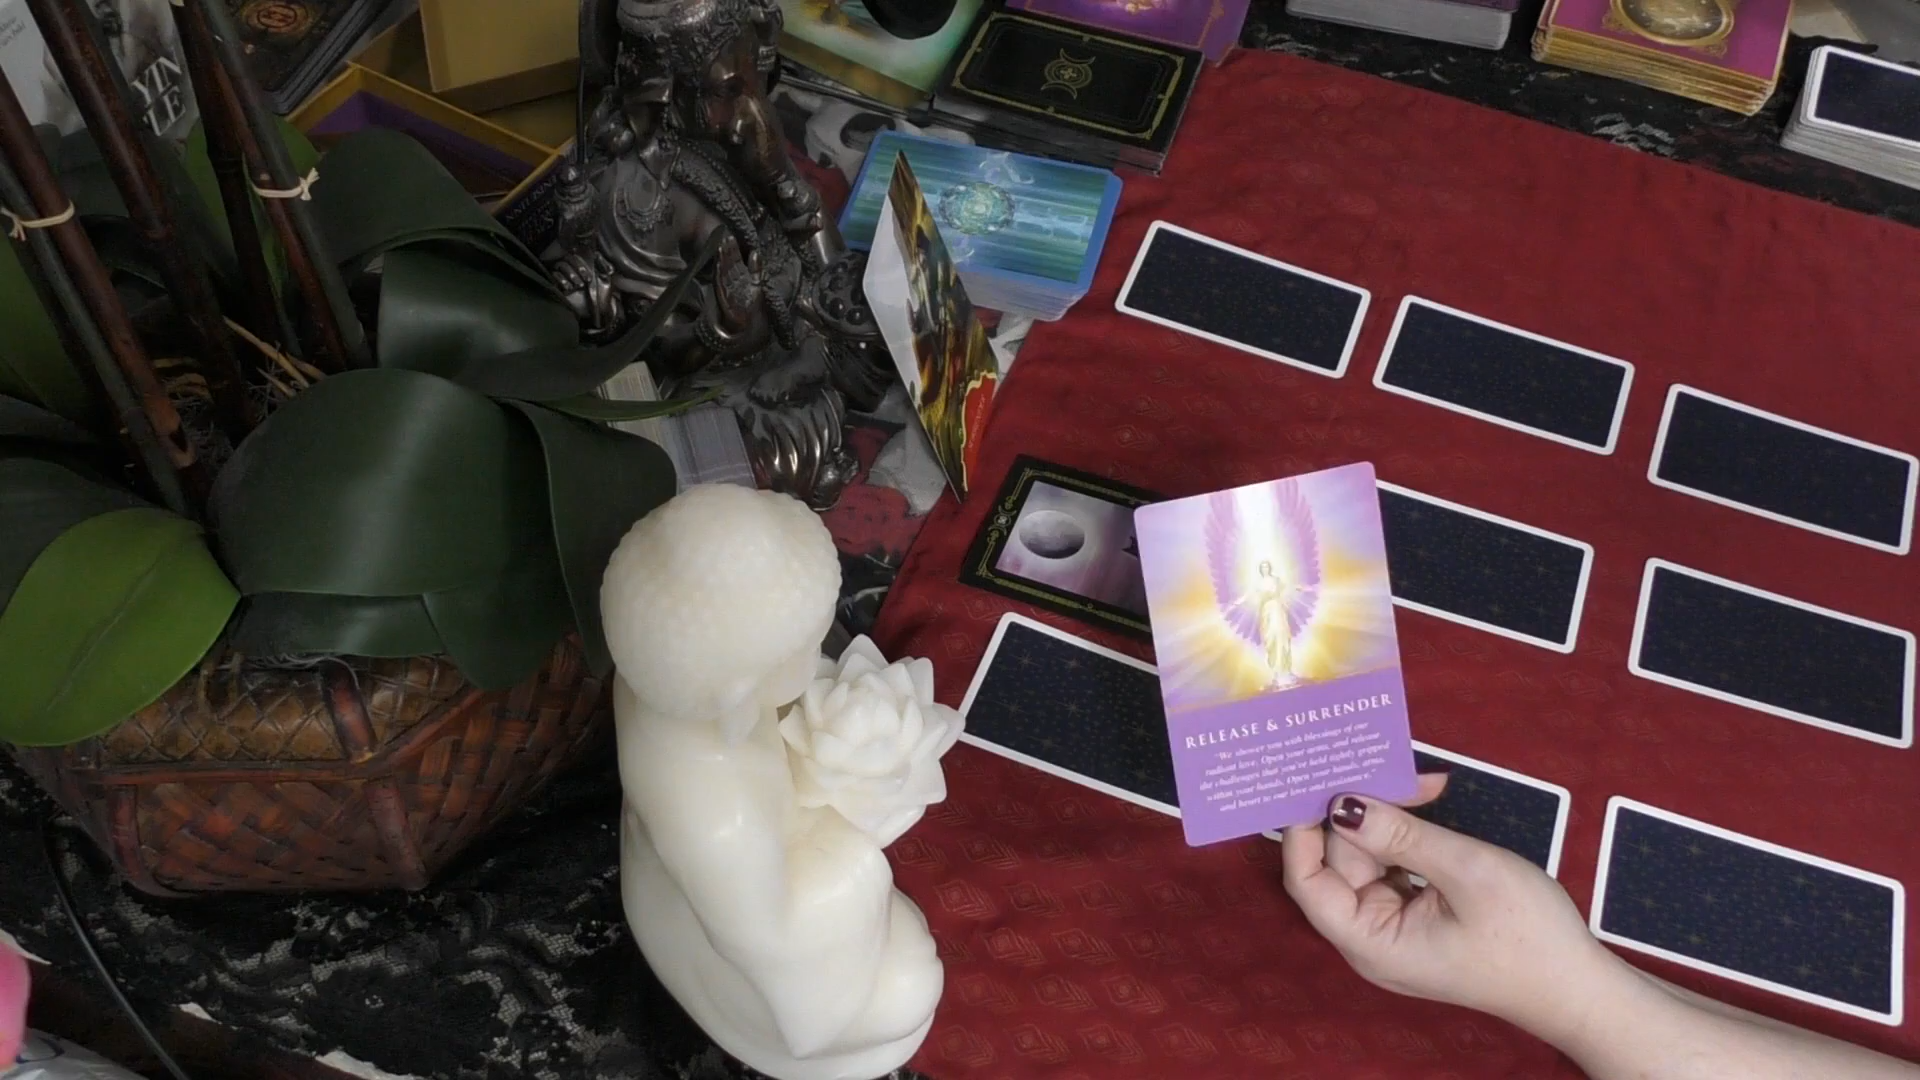 YIN
LE
RELEASE & SURRENDER
"We shower you with blessings of our
radiant love. Open your arms, and release
the challenges that you've held tightly gripped
within your hands. Open your hands, arms,
and heart to our love and assistance."